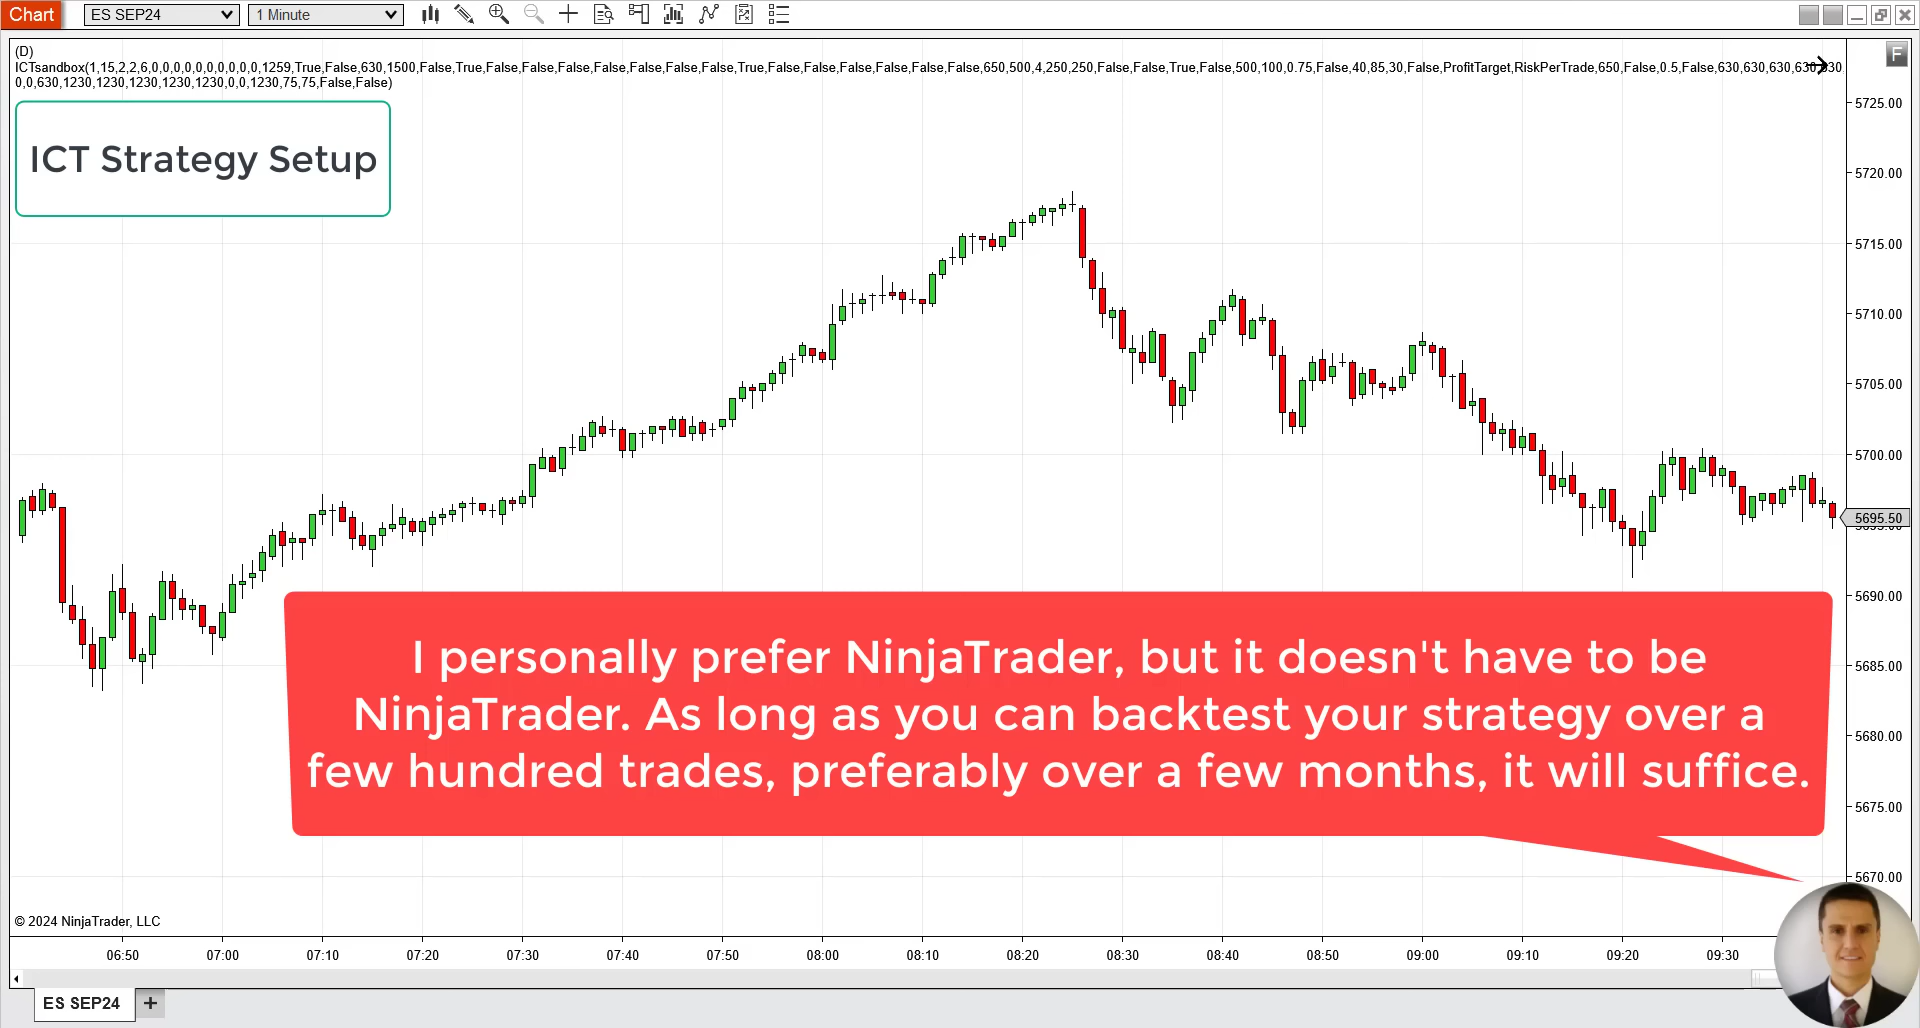 Chart
ES SEP24
1 Minute
(D)
ICTsandbox(1,15,2,2,6,0,0,0,0,0,0,0,0,0,0,1259,True,False,630,1500,False,True,False,False,False,False,False,False,False,True,False,False,False,False,False,False,650,500,4,250,250,False,False,True,False,500,100,0.75,False,40,85,30,False,ProfitTarget,RiskPerTrade,650,False,0.5,False,630,630,630,630,630,
0,0,630,1230,1230,1230,1230,1230,0,0,1230,75,75,False,False)
F
ICT Strategy Setup
5725.00
5720.00
5715.00
5710.00
5705.00
5700.00
5695.50
5690.00
5685.00
5680.00
5675.00
5670.00
I personally prefer NinjaTrader, but it doesn't have to be
NinjaTrader. As long as you can backtest your strategy over a
few hundred trades, preferably over a few months, it will suffice.
© 2024 NinjaTrader, LLC
06:50 07:00 07:10 07:20 07:30 07:40 07:50 08:00 08:10 08:20 08:30 08:40 08:50 09:00 09:10 09:20 09:30
ES SEP24 +